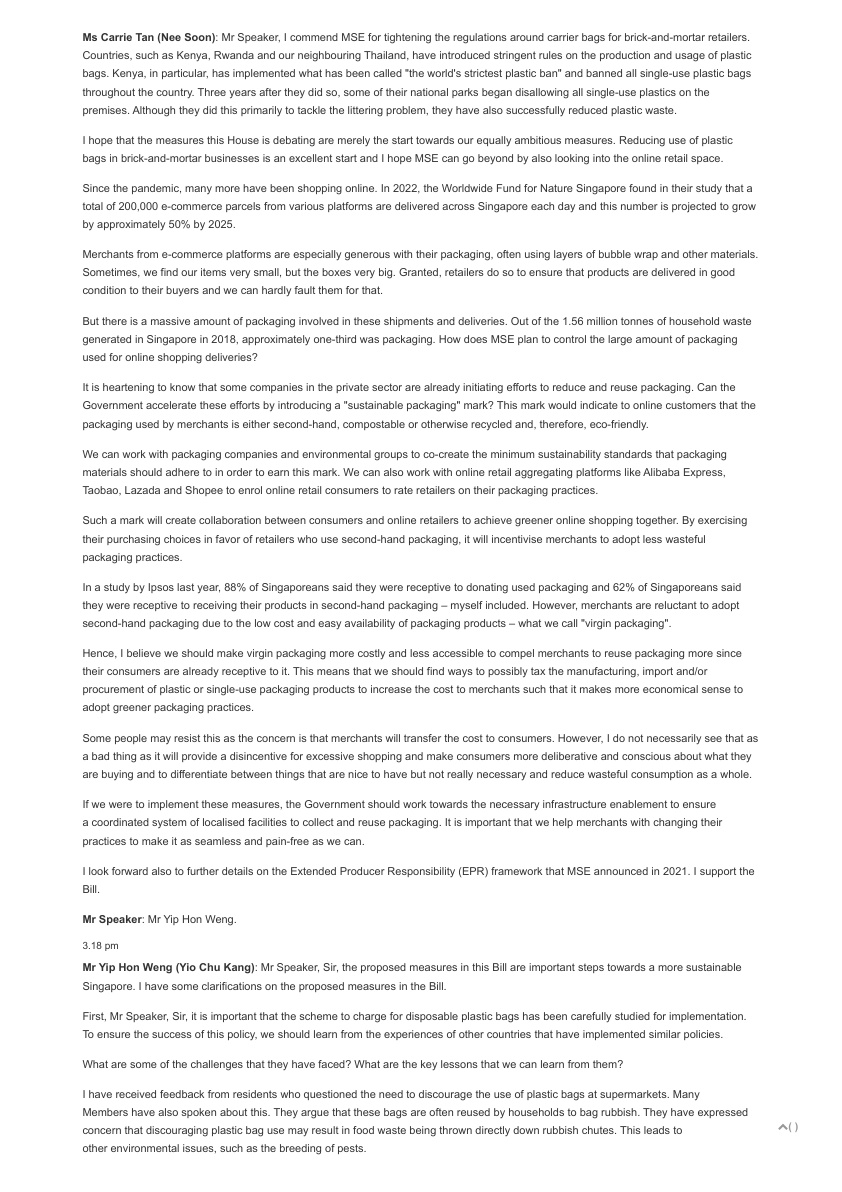 Ms Carrie Tan (Nee Soon): Mr Speaker, I commend MSE for tightening the regulations around carrier bags for brick-and-mortar retailers.
Countries, such as Kenya, Rwanda and our neighbouring Thailand, have introduced stringent rules on the production and usage of plastic
bags. Kenya, in particular, has implemented what has been called "the world's strictest plastic ban" and banned all single-use plastic bags
throughout the country. Three years after they did so, some of their national parks began disallowing all single-use plastics on the
premises. Although they did this primarily to tackle the littering problem, they have also successfully reduced plastic waste.
I hope that the measures this House is debating are merely the start towards our equally ambitious measures. Reducing use of plastic
bags in brick-and-mortar businesses is an excellent start and I hope MSE can go beyond by also looking into the online retail space.
Since the pandemic, many more have been shopping online. In 2022, the Worldwide Fund for Nature Singapore found in their study that a
total of 200,000 e-commerce parcels from various platforms are delivered across Singapore each day and this number is projected to grow
by approximately 50% by 2025.
Merchants from e-commerce platforms are especially generous with their packaging, often using layers of bubble wrap and other materials.
Sometimes, we find our items very small, but the boxes very big. Granted, retailers do so to ensure that products are delivered in good
condition to their buyers and we can hardly fault them for that.
But there is a massive amount of packaging involved in these shipments and deliveries. Out of the 1.56 million tonnes of household waste
generated in Singapore in 2018, approximately one-third was packaging. How does MSE plan to control the large amount of packaging
used for online shopping deliveries?
It is heartening to know that some companies in the private sector are already initiating efforts to reduce and reuse packaging. Can the
Government accelerate these efforts by introducing a "sustainable packaging" mark? This mark would indicate to online customers that the
packaging used by merchants is either second-hand, compostable or otherwise recycled and, therefore, eco-friendly.
We can work with packaging companies and environmental groups to co-create the minimum sustainability standards that packaging
materials should adhere to in order to earn this mark. We can also work with online retail aggregating platforms like Alibaba Express,
Taobao, Lazada and Shopee to enrol online retail consumers to rate retailers on their packaging practices.
Such a mark will create collaboration between consumers and online retailers to achieve greener online shopping together. By exercising
their purchasing choices in favor of retailers who use second-hand packaging, it will incentivise merchants to adopt less wasteful
packaging practices.
In a study by Ipsos last year, 88% of Singaporeans said they were receptive to donating used packaging and 62% of Singaporeans said
they were receptive to receiving their products in second-hand packaging – myself included. However, merchants are reluctant to adopt
second-hand packaging due to the low cost and easy availability of packaging products – what we call "virgin packaging".
Hence, I believe we should make virgin packaging more costly and less accessible to compel merchants to reuse packaging more since
their consumers are already receptive to it. This means that we should find ways to possibly tax the manufacturing, import and/or
procurement of plastic or single-use packaging products to increase the cost to merchants such that it makes more economical sense to
adopt greener packaging practices.
Some people may resist this as the concern is that merchants will transfer the cost to consumers. However, I do not necessarily see that as
a bad thing as it will provide a disincentive for excessive shopping and make consumers more deliberative and conscious about what they
are buying and to differentiate between things that are nice to have but not really necessary and reduce wasteful consumption as a whole.
If we were to implement these measures, the Government should work towards the necessary infrastructure enablement to ensure
a coordinated system of localised facilities to collect and reuse packaging. It is important that we help merchants with changing their
practices to make it as seamless and pain-free as we can.
I look forward also to further details on the Extended Producer Responsibility (EPR) framework that MSE announced in 2021. I support the
Bill.
Mr Speaker: Mr Yip Hon Weng.
3.18 pm
Mr Yip Hon Weng (Yio Chu Kang): Mr Speaker, Sir, the proposed measures in this Bill are important steps towards a more sustainable
Singapore. I have some clarifications on the proposed measures in the Bill.
First, Mr Speaker, Sir, it is important that the scheme to charge for disposable plastic bags has been carefully studied for implementation.
To ensure the success of this policy, we should learn from the experiences of other countries that have implemented similar policies.
What are some of the challenges that they have faced? What are the key lessons that we can learn from them?
I have received feedback from residents who questioned the need to discourage the use of plastic bags at supermarkets. Many
Members have also spoken about this. They argue that these bags are often reused by households to bag rubbish. They have expressed
concern that discouraging plastic bag use may result in food waste being thrown directly down rubbish chutes. This leads to
other environmental issues, such as the breeding of pests.
( )